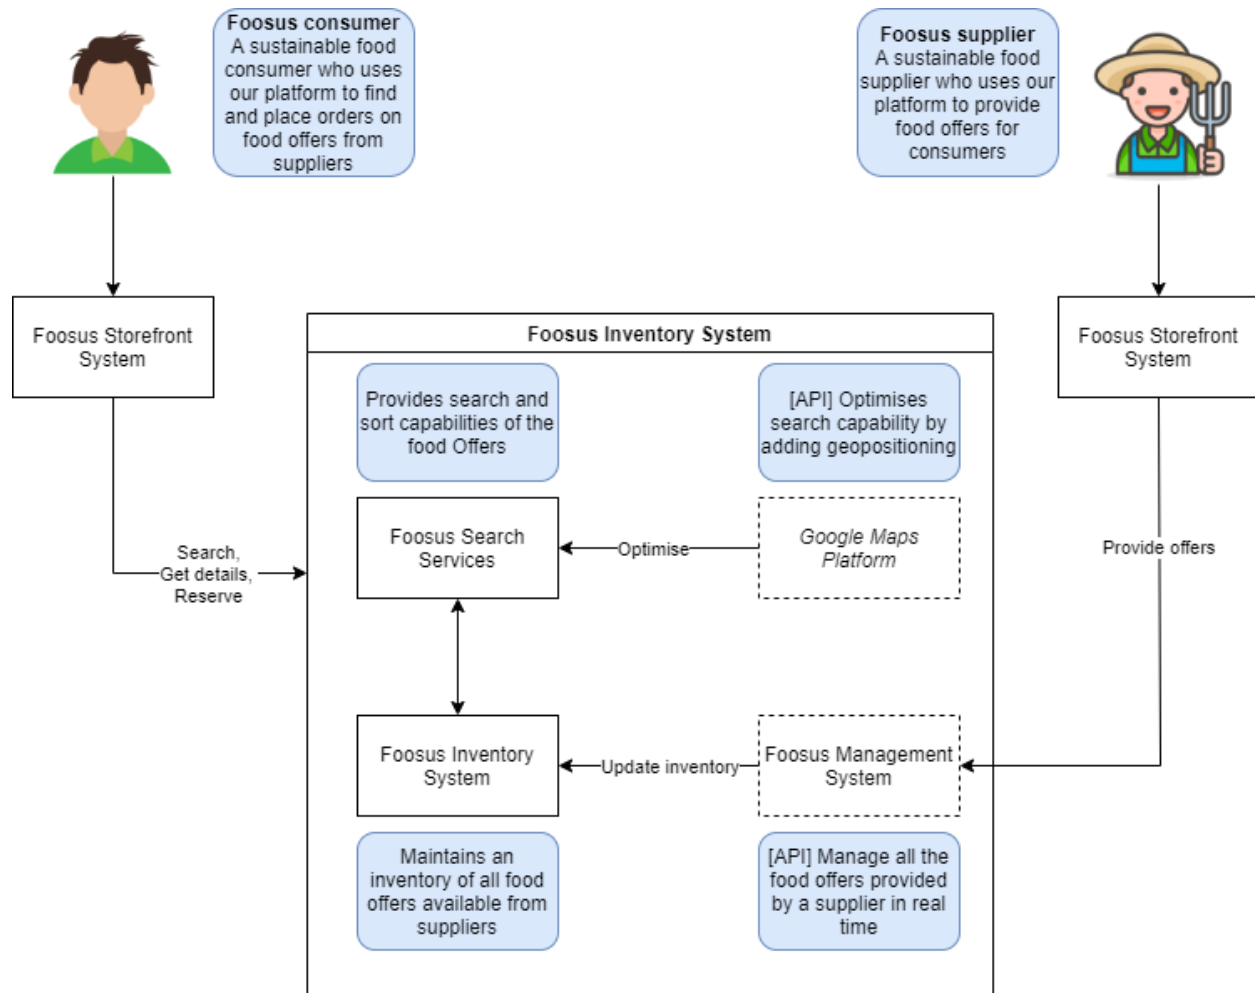 Foosus consumer
A sustainable food
consumer who uses
our platform to find
and place orders on
food offers from
suppliers
Foosus supplier
A sustainable food
supplier who uses our
platform to provide
food offers for
consumers
Foosus Storefront
System
Foosus Inventory System
Foosus Storefront
System
Provides search and
sort capabilities of the
food Offers
[API] Optimises
search capability by
adding geopositioning
Foosus Search
Services
Optimise
Google Maps
Platform
Provide offers
Search,
Get details,
Reserve
Foosus Inventory
System
Update inventory
Foosus Management
System
Maintains an
inventory of all food
offers available from
suppliers
[API] Manage all the
food offers provided
by a supplier in real
time